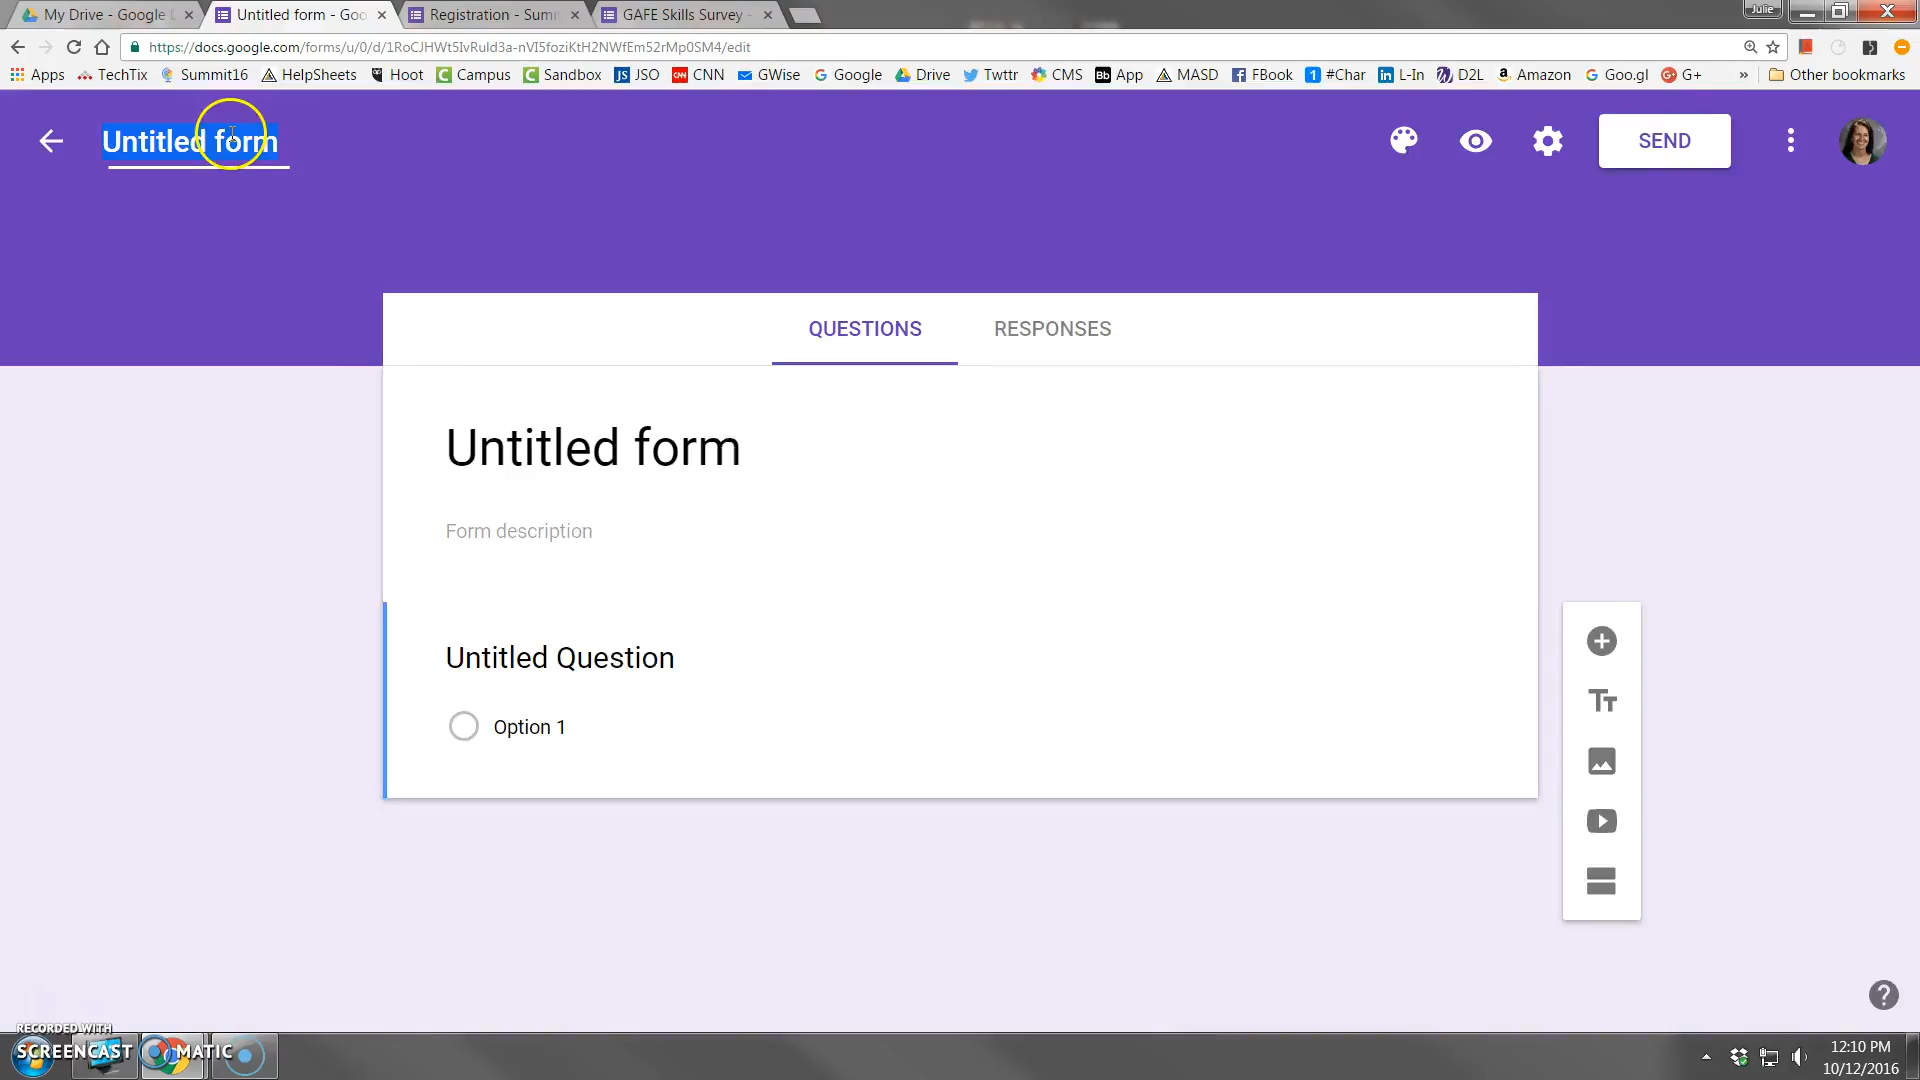 My Drive - Google D
Untitled form - Goo
Registration - Sum
GAFE Skills Survey -
Julie
https://docs.google.com/forms/u/0/d/1RoCJHWt5IvRuld3a-nVI5foziKtH2NWfEm52rMp0SM4/edit
Apps TechTix Summit16 HelpSheets Hoot Campus Sandbox JSO CNN GWise Google Drive Twttr CMS App MASD FBook #Char L-In D2L Amazon Goo.gl G+ » Other bookmarks
Untitled form
SEND
QUESTIONS RESPONSES
Untitled form
Form description
Untitled Question
Option 1
RECORDED WITH
SCREENCAST MATIC
12:10 PM
10/12/2016